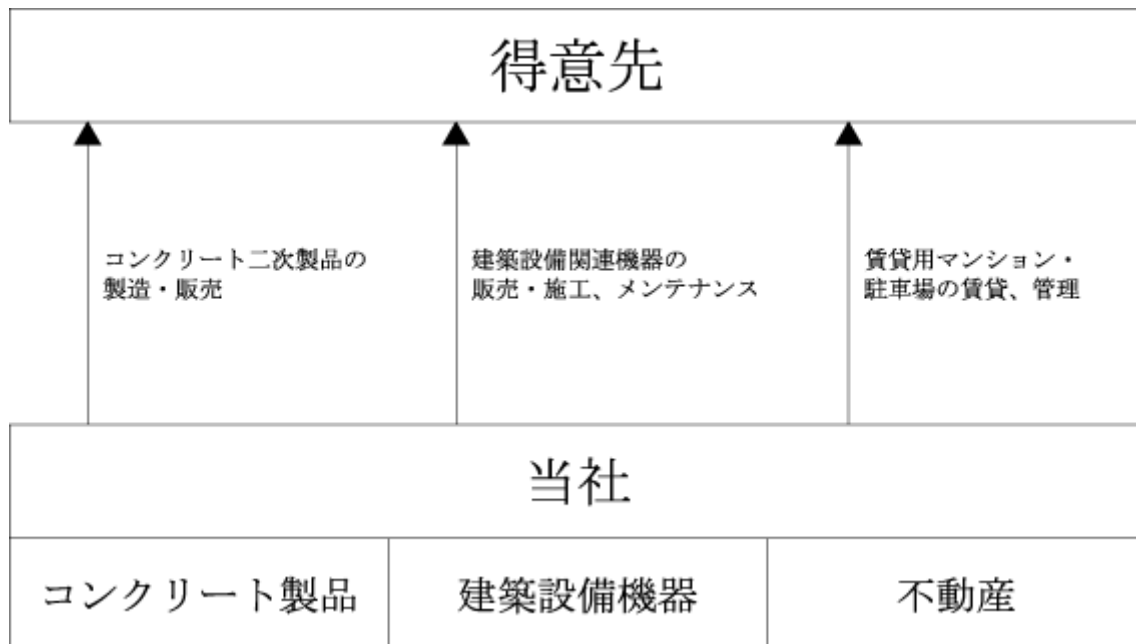 得意先
コンクリート二次製品の
製造・販売
建築設備関連機器の
販売・施工、メンテナンス
賃貸用マンション・
駐車場の賃貸、管理
当社
コンクリート製品
建築設備機器
不動産